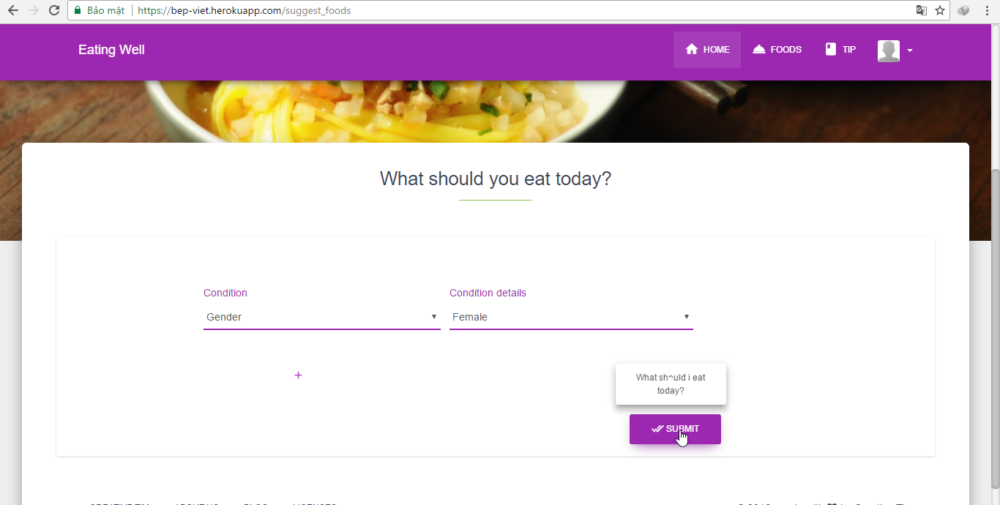 Bảo mật https://bep-viet.herokuapp.com/suggest_foods
Eating Well
HOME
FOODS
TIP
What should you eat today?
Condition
Condition details
Gender
Female
+
What should i eat
today?
SUBMIT